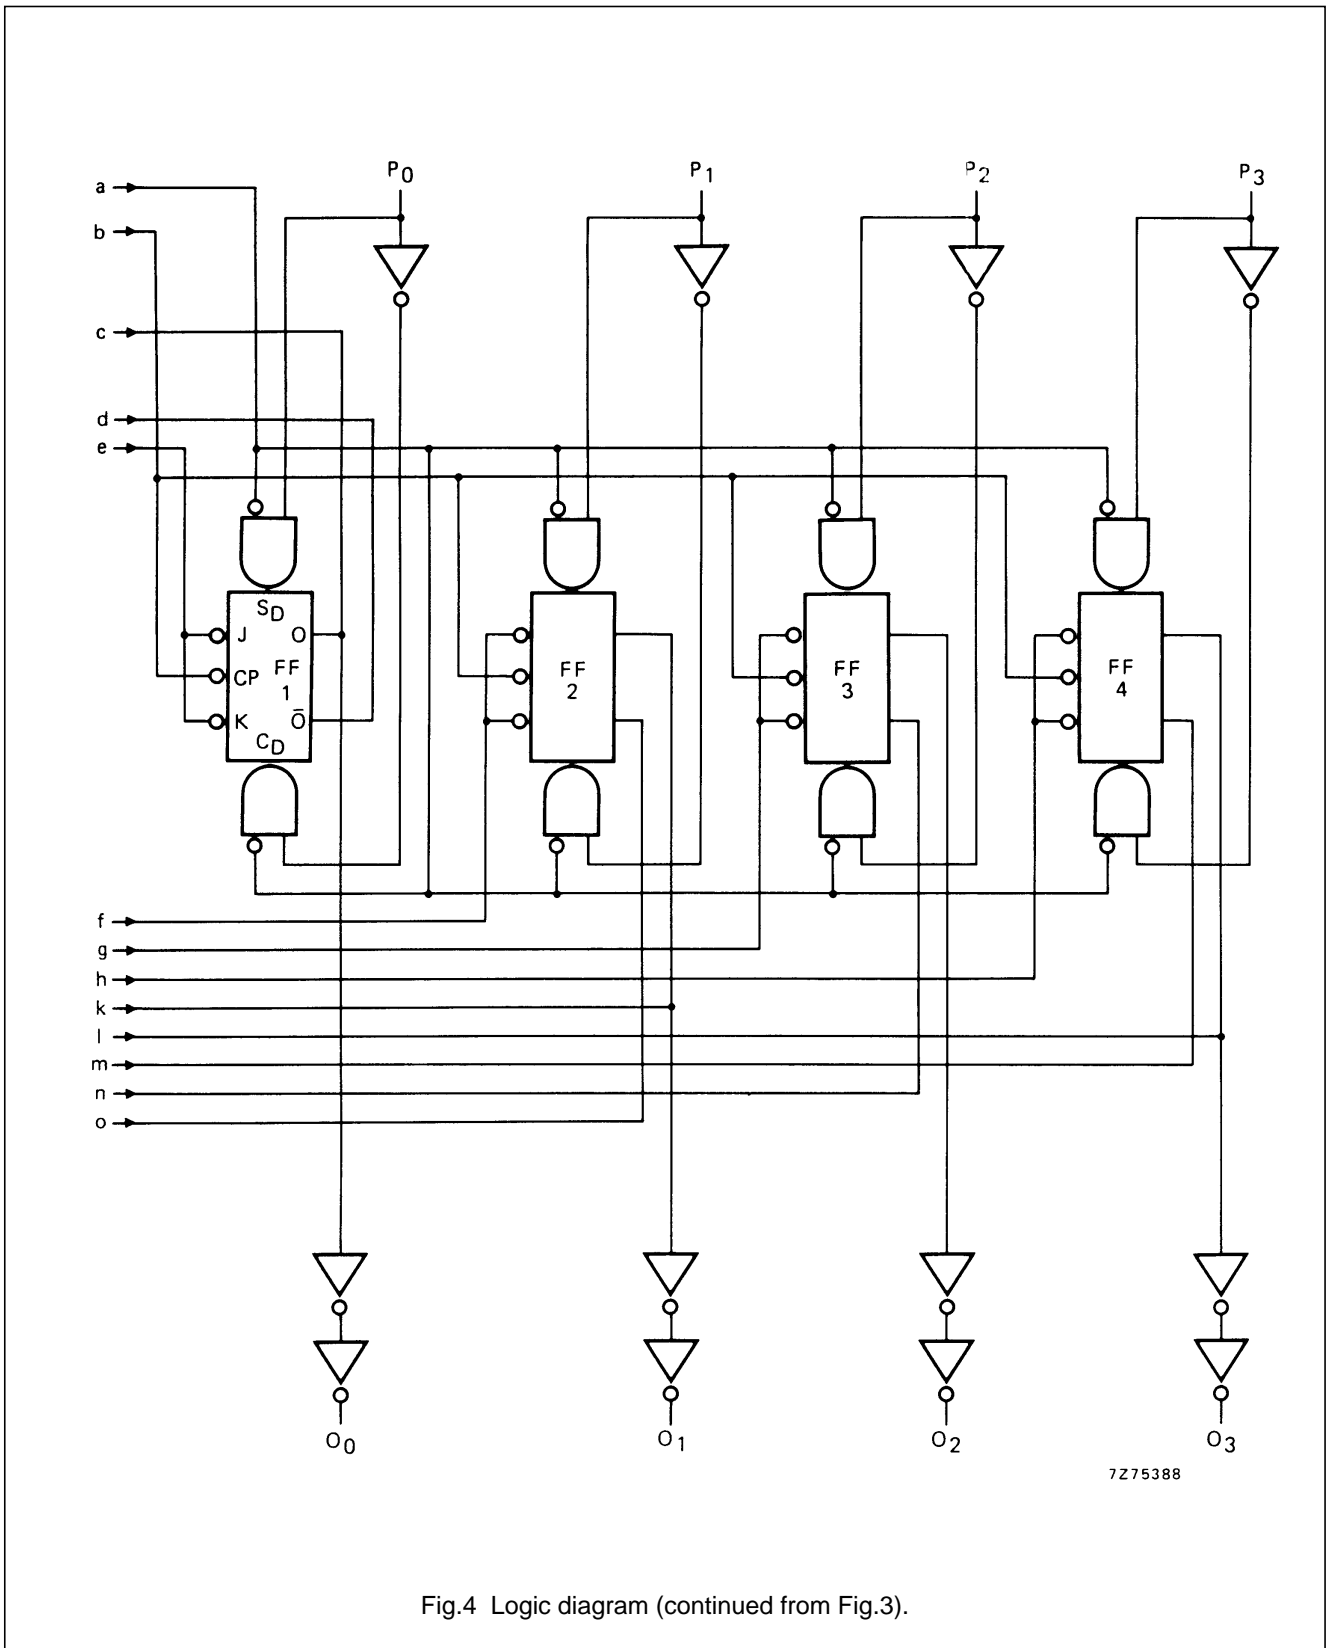 P0 P1 P2 P3
a
b
c
d
e
SD
J O
CP FF 1
K O̅
CD
FF 2
FF 3
FF 4
f
g
h
k
l
m
n
o
O0 O1 O2 O3
7Z75388
Fig.4 Logic diagram (continued from Fig.3).